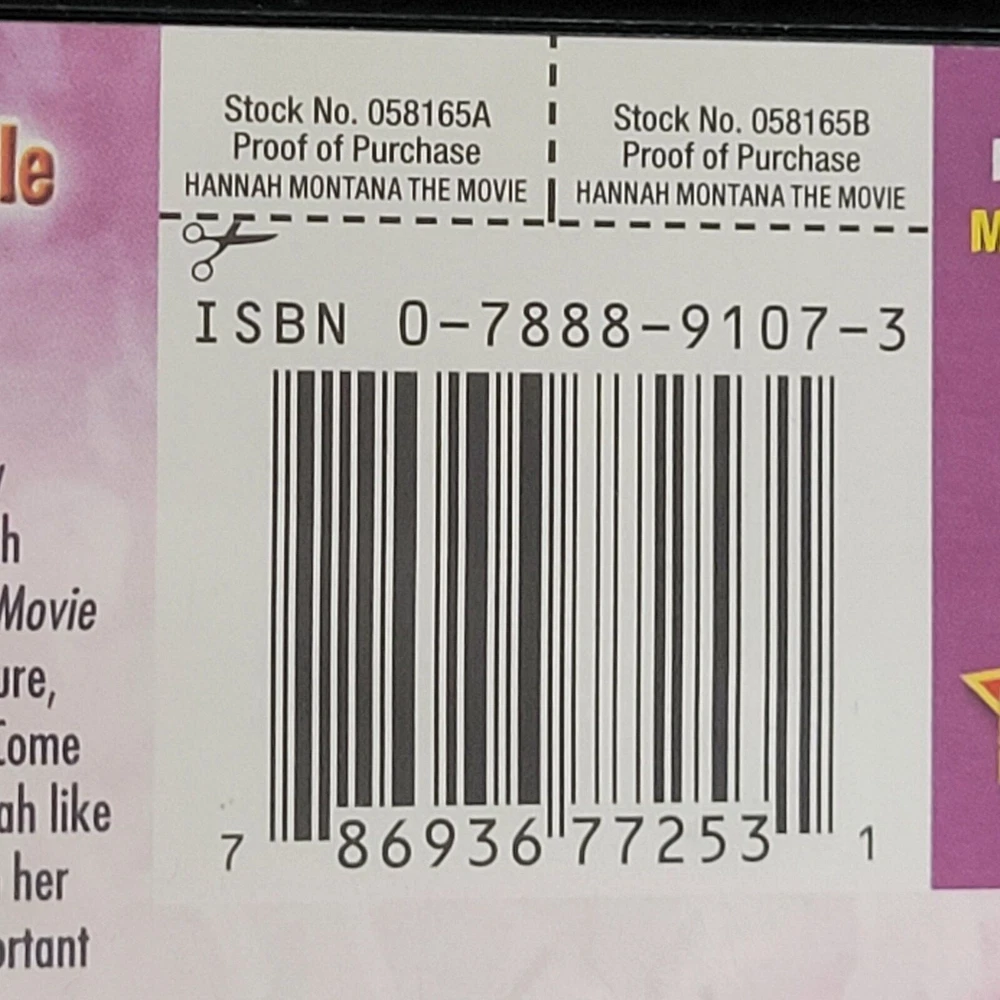 le
Stock No. 058165A
Proof of Purchase
HANNAH MONTANA THE MOVIE
Stock No. 058165B
Proof of Purchase
HANNAH MONTANA THE MOVIE
M
ISBN 0-7888-9107-3
h
Movie
ure,
Come
ah like
her
ortant
7 86936 77253 1